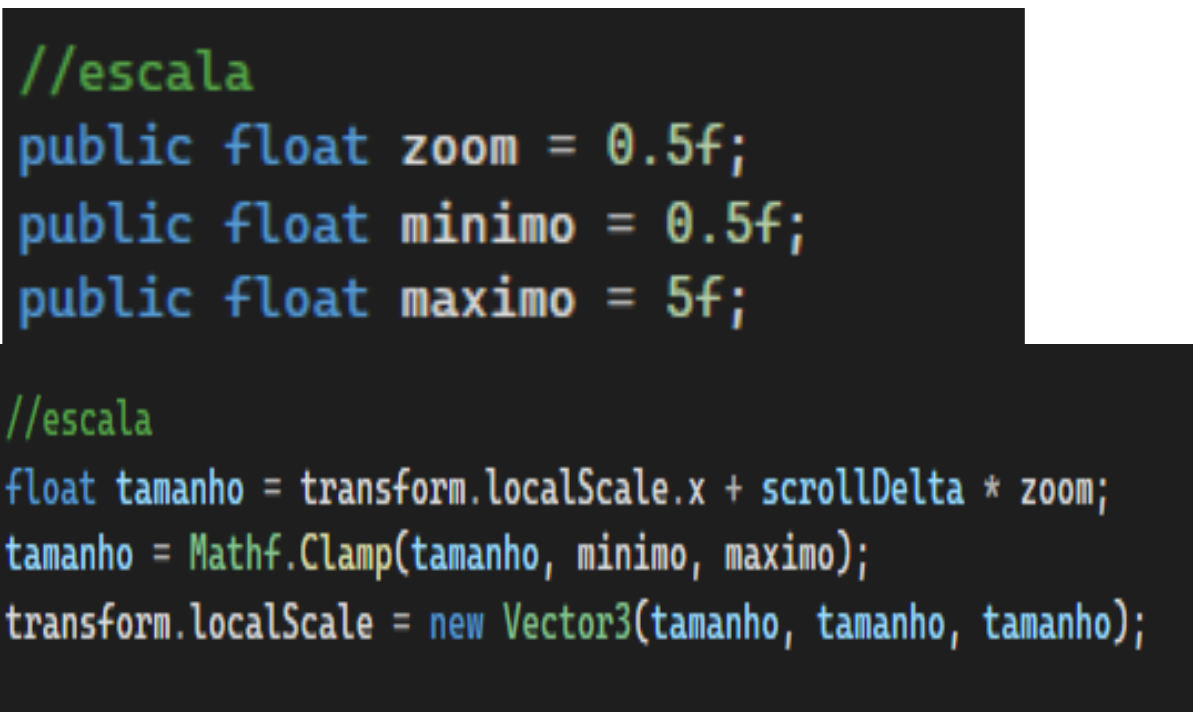 //escala
public float zoom = 0.5f;
public float minimo = 0.5f;
public float maximo = 5f;
//escala
float tamanho = transform.localScale.x + scrollDelta * zoom;
tamanho = Mathf.Clamp(tamanho, minimo, maximo);
transform.localScale = new Vector3(tamanho, tamanho, tamanho);